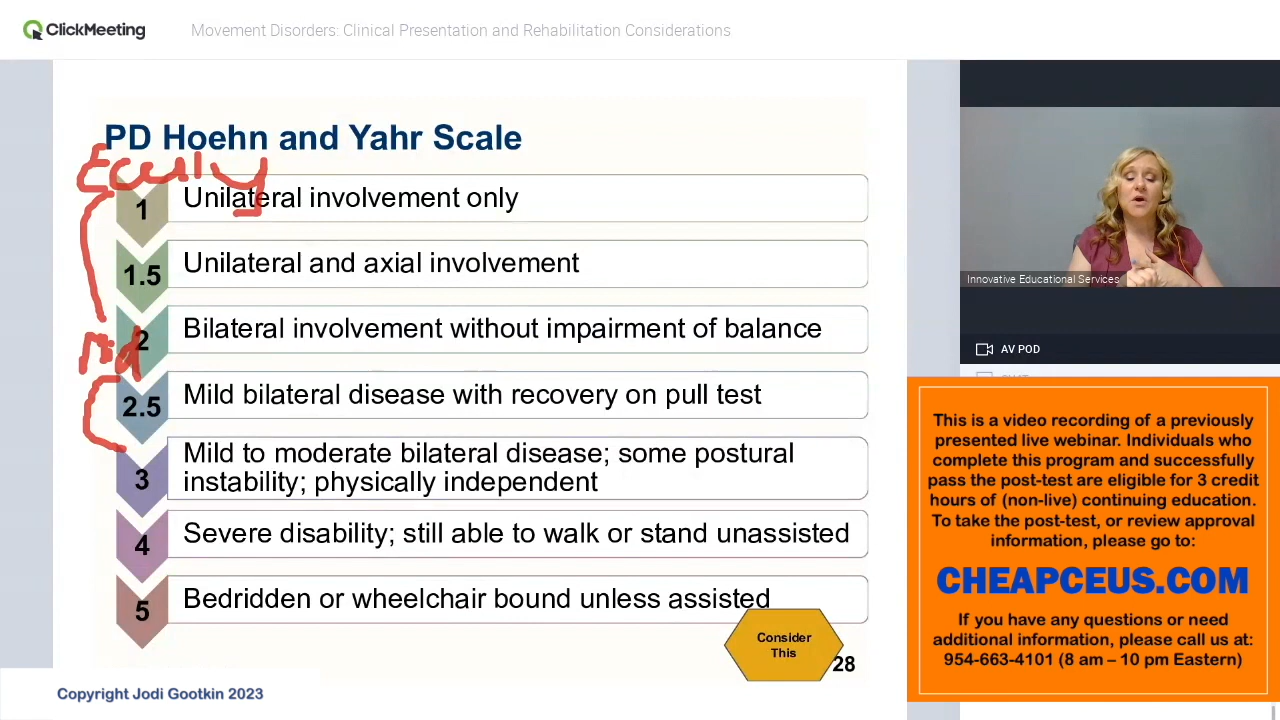 ClickMeeting
Movement Disorders: Clinical Presentation and Rehabilitation Considerations
PD Hoehn and Yahr Scale
Early
1 Unilateral involvement only
1.5 Unilateral and axial involvement
2 Bilateral involvement without impairment of balance
Mid
2.5 Mild bilateral disease with recovery on pull test
3 Mild to moderate bilateral disease; some postural
instability; physically independent
4 Severe disability; still able to walk or stand unassisted
5 Bedridden or wheelchair bound unless assisted
Consider
This
28
Copyright Jodi Gootkin 2023
Innovative Educational Services
AV POD
This is a video recording of a previously
presented live webinar. Individuals who
complete this program and successfully
pass the post-test are eligible for 3 credit
hours of (non-live) continuing education.
To take the post-test, or review approval
information, please go to:
CHEAPCEUS.COM
If you have any questions or need
additional information, please call us at:
954-663-4101 (8 am – 10 pm Eastern)